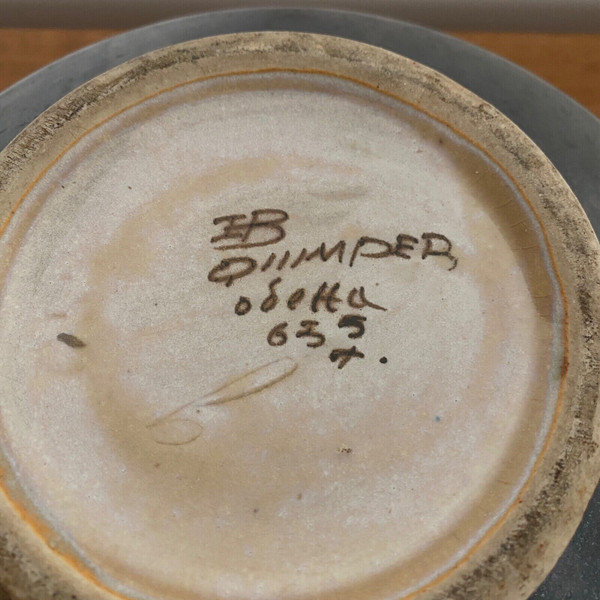 HB
QUIMPER
odetta
635